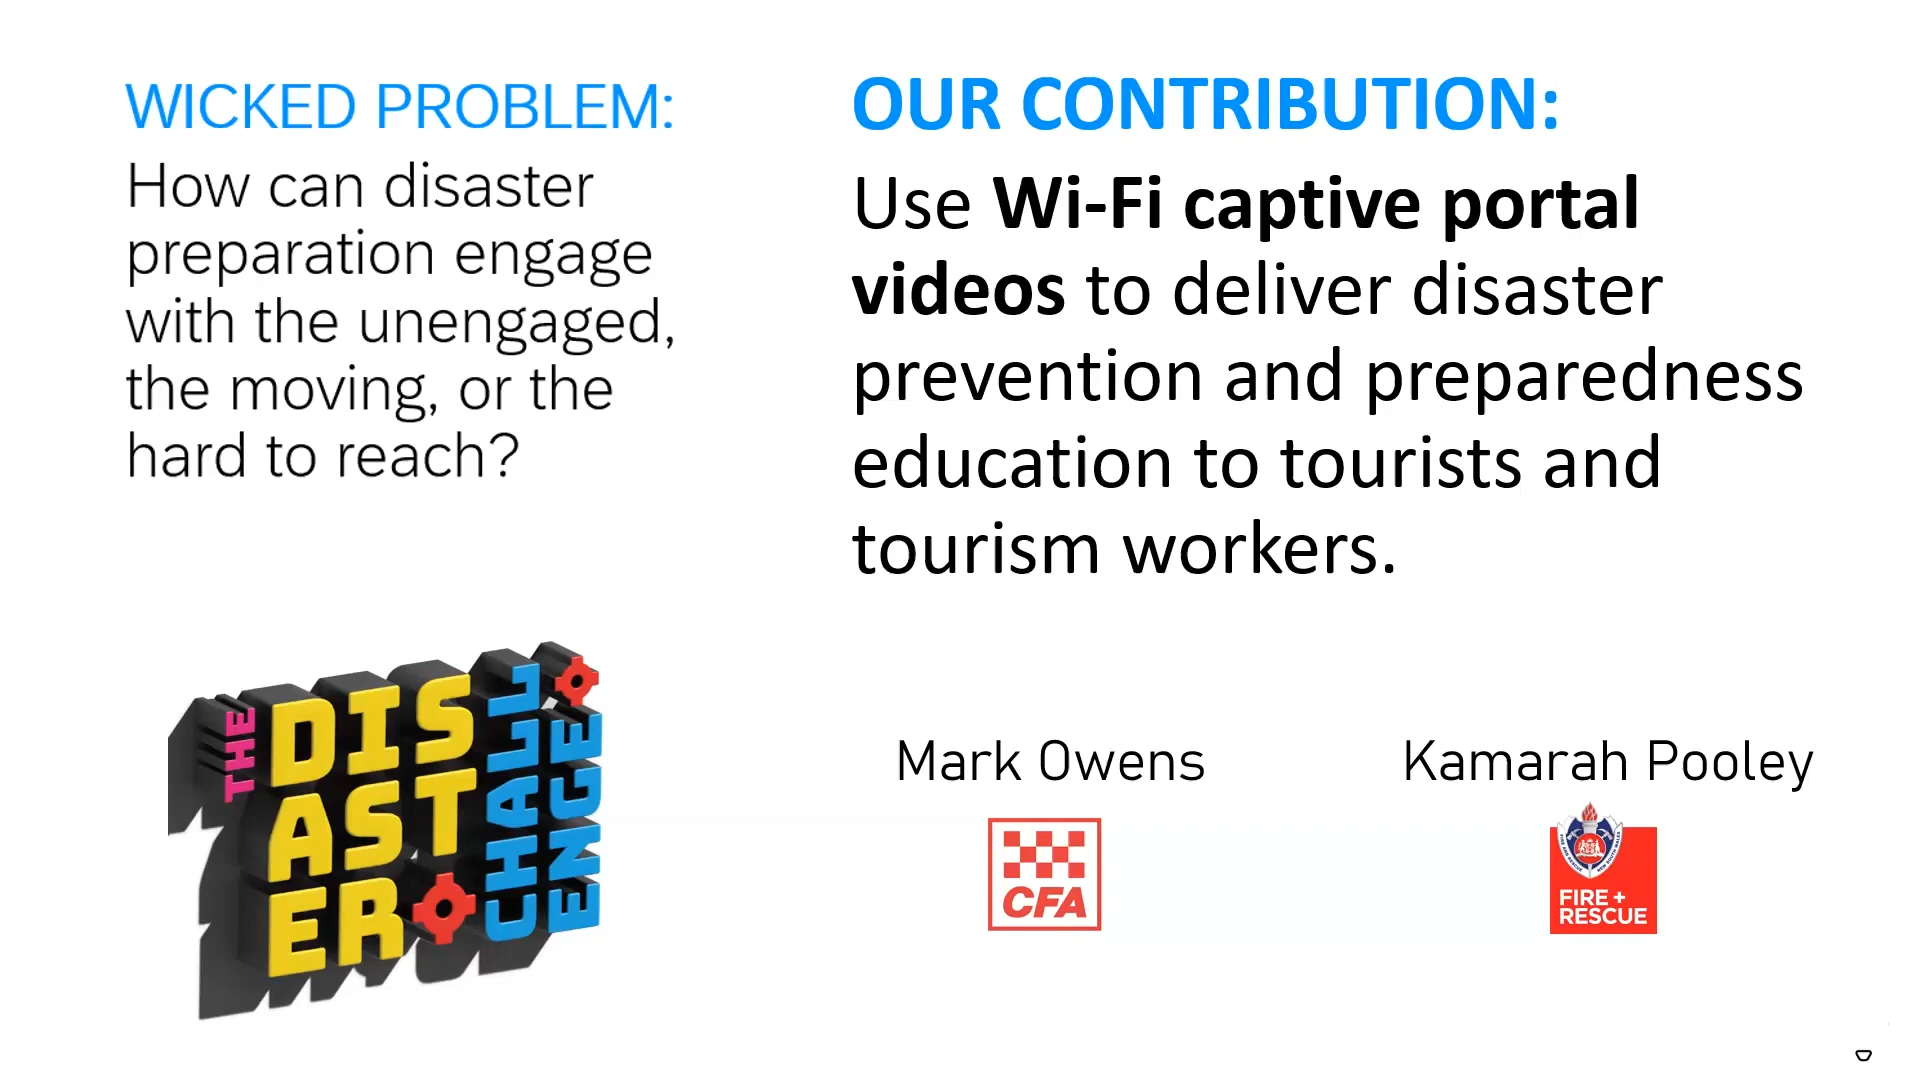 WICKED PROBLEM:
How can disaster
preparation engage
with the unengaged,
the moving, or the
hard to reach?
OUR CONTRIBUTION:
Use Wi-Fi captive portal
videos to deliver disaster
prevention and preparedness
education to tourists and
tourism workers.
THE
DIS
AST
ER
CHALL
ENGE
Mark Owens
CFA
Kamarah Pooley
FIRE +
RESCUE